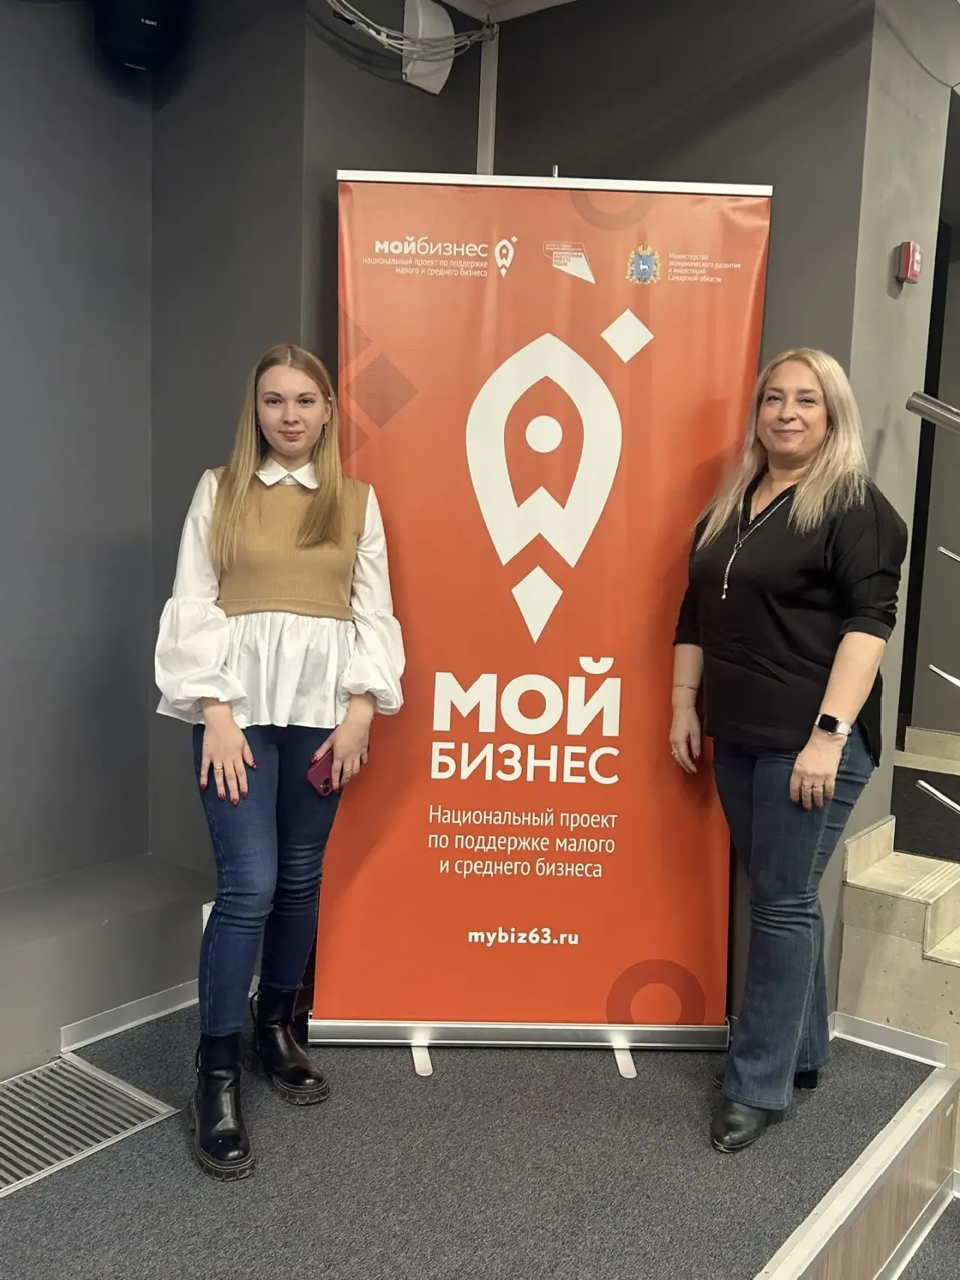 мойбизнес
национальный проект по поддержке
малого и среднего бизнеса
Министерство
экономического развития
и инвестиций
Самарской области
МОЙ
БИЗНЕС
Национальный проект
по поддержке малого
и среднего бизнеса
mybiz63.ru